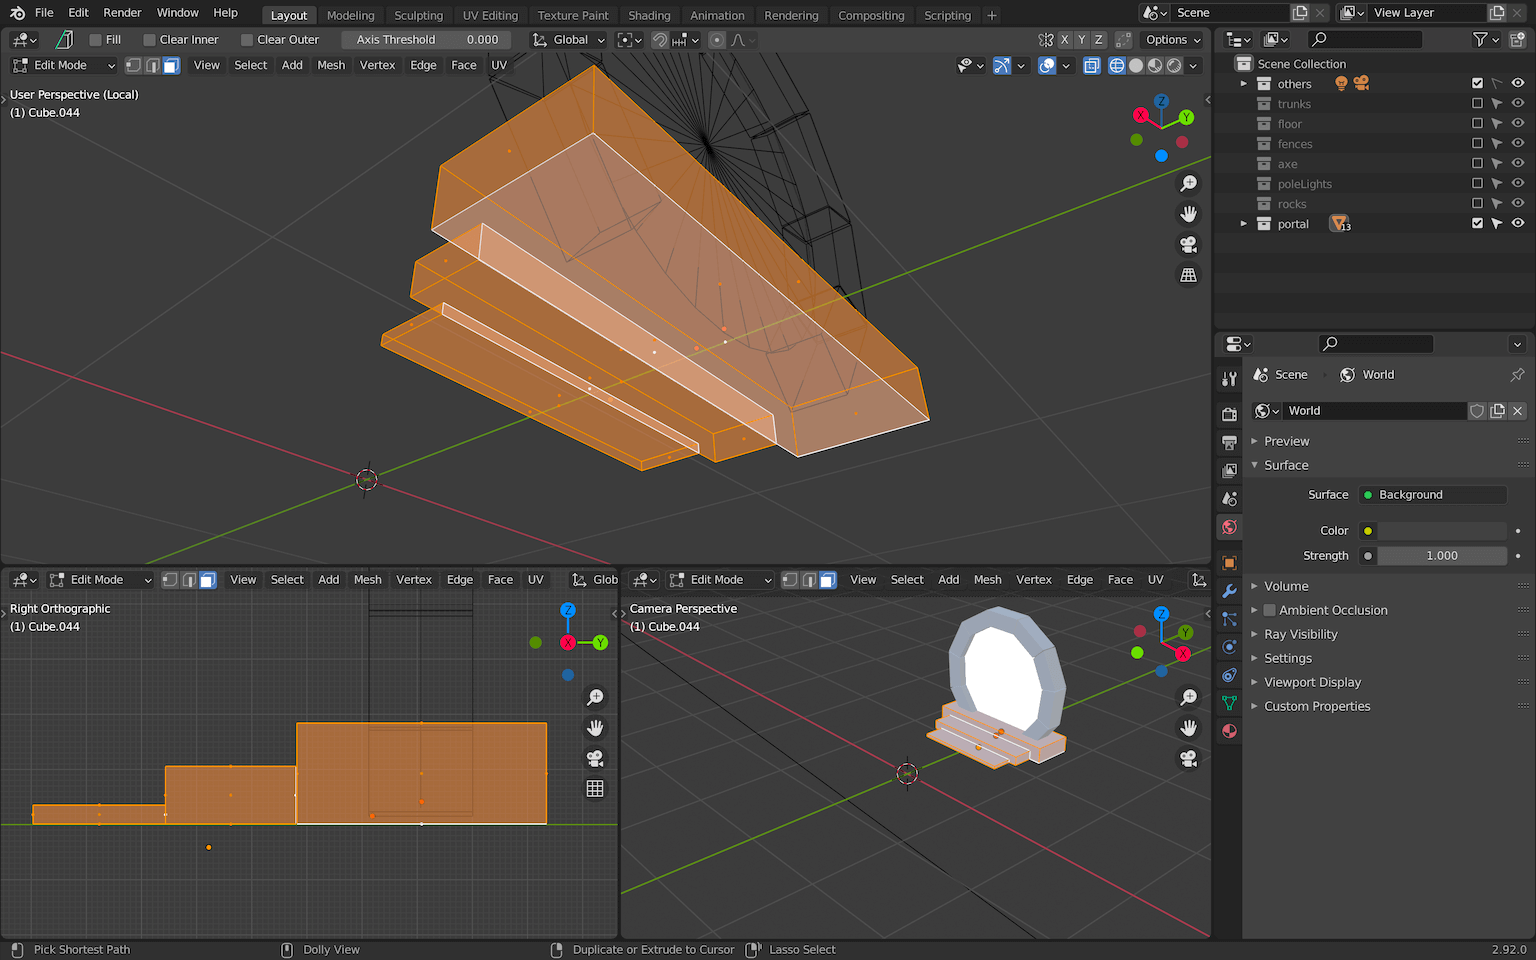 File Edit Render Window Help Layout Modeling Sculpting UV Editing Texture Paint Shading Animation Rendering Compositing Scripting + Scene View Layer
Fill Clear Inner Clear Outer Axis Threshold 0.000 Global X Y Z Options
Edit Mode View Select Add Mesh Vertex Edge Face UV
User Perspective (Local)
(1) Cube.044
Z
X
Y
Scene Collection
others
trunks
floor
fences
axe
poleLights
rocks
portal 13
Scene World
World
Preview
Surface
Surface Background
Color
Strength 1.000
Volume
Ambient Occlusion
Ray Visibility
Settings
Viewport Display
Custom Properties
Edit Mode View Select Add Mesh Vertex Edge Face UV Glob
Right Orthographic
(1) Cube.044
Z
X
Y
Edit Mode View Select Add Mesh Vertex Edge Face UV
Camera Perspective
(1) Cube.044
Z
Y
X
Pick Shortest Path Dolly View Duplicate or Extrude to Cursor Lasso Select 2.92.0